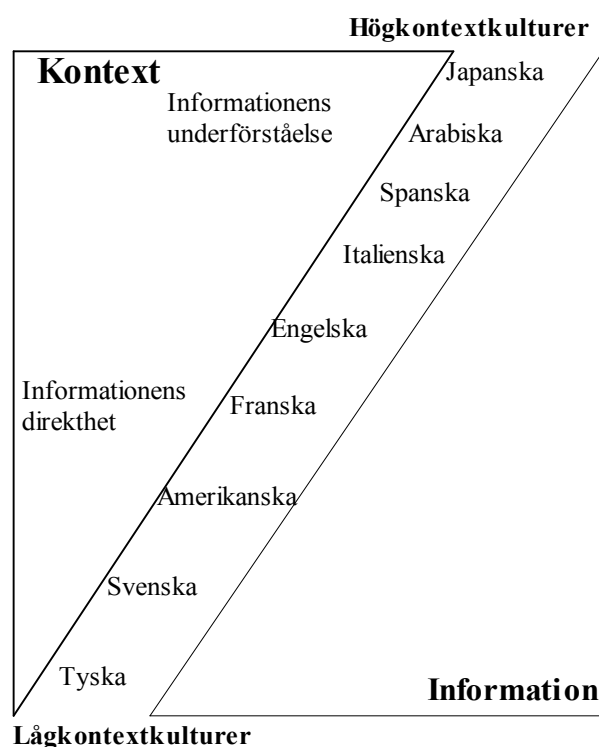 Högkontextkulturer
Kontext
Japanska
Informationens
underförståelse
Arabiska
Spanska
Italienska
Engelska
Informationens
direkthet
Franska
Amerikanska
Svenska
Tyska
Information
Lågkontextkulturer